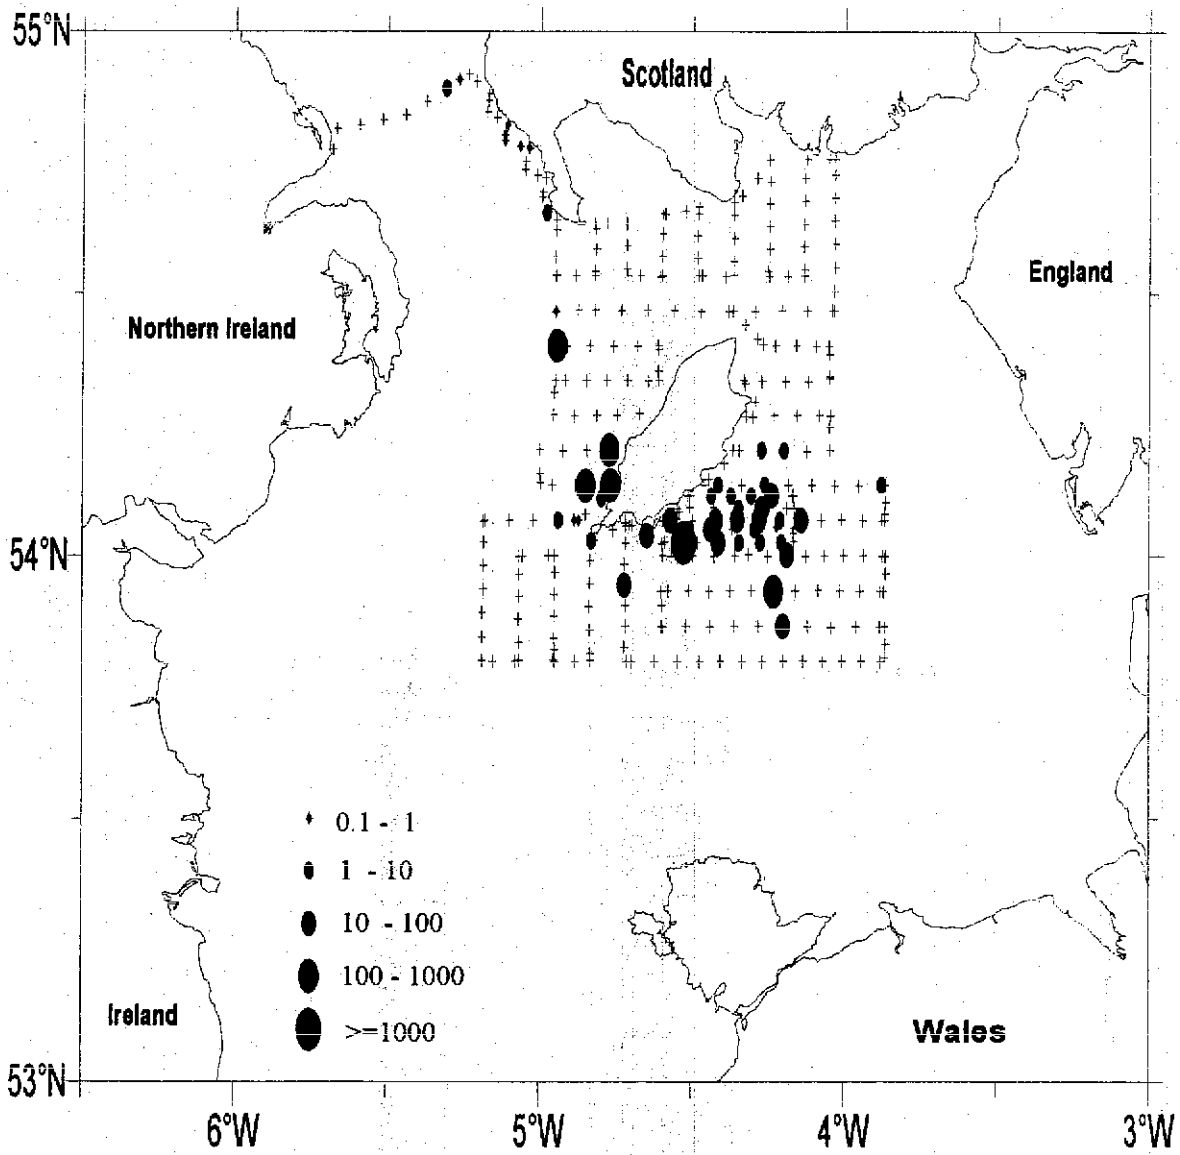 55°N
Scotland
England
Northern Ireland
54°N
0.1 - 1
1 - 10
10 - 100
100 - 1000
>=1000
Ireland
Wales
53°N
6°W
5°W
4°W
3°W